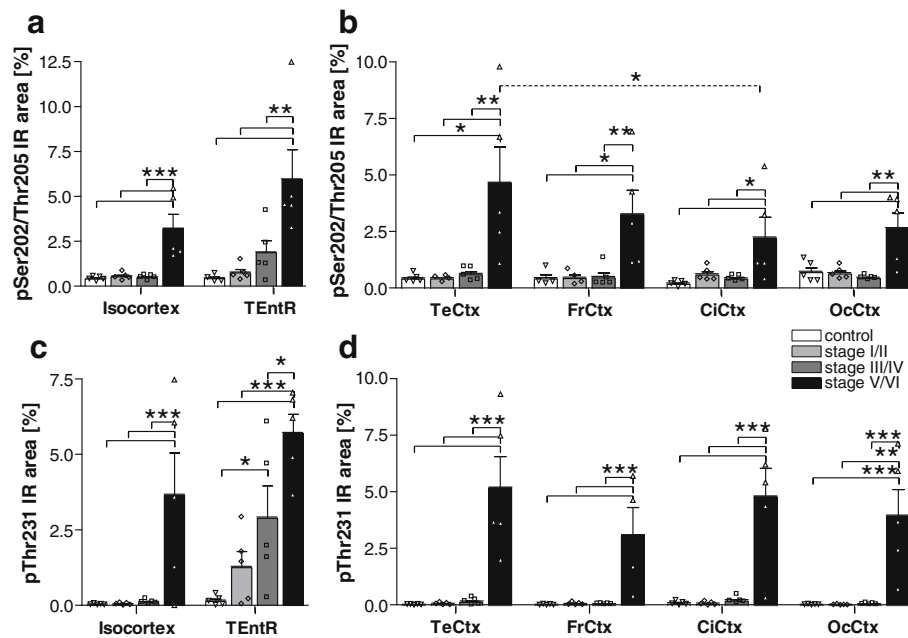 a
pSer202/Thr205 IR area [%]
12.5
10.0
7.5
5.0
2.5
0.0
***
**
Isocortex TEntR
b
pSer202/Thr205 IR area [%]
10.0
7.5
5.0
2.5
0.0
*
**
*
**
*
*
**
TeCtx FrCtx CiCtx OcCtx
control
stage I/II
stage III/IV
stage V/VI
c
pThr231 IR area [%]
7.5
5.0
2.5
0.0
***
*
***
*
Isocortex TEntR
d
pThr231 IR area [%]
10.0
7.5
5.0
2.5
0.0
***
***
***
***
**
***
TeCtx FrCtx CiCtx OcCtx